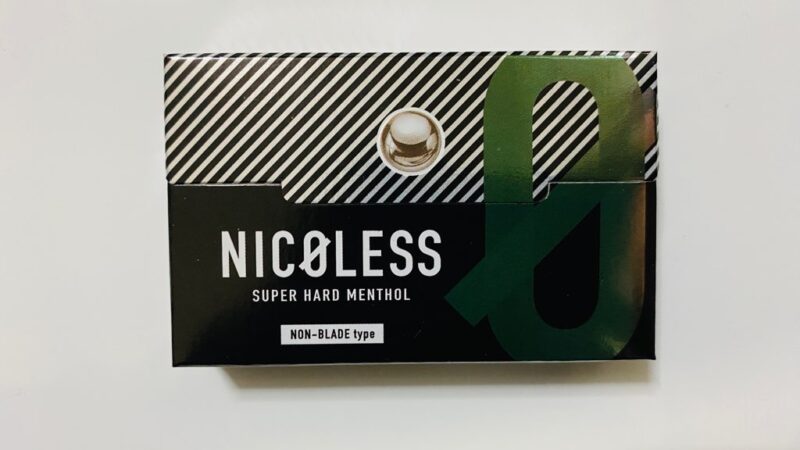 NICØLESS
SUPER HARD MENTHOL
NON-BLADE type